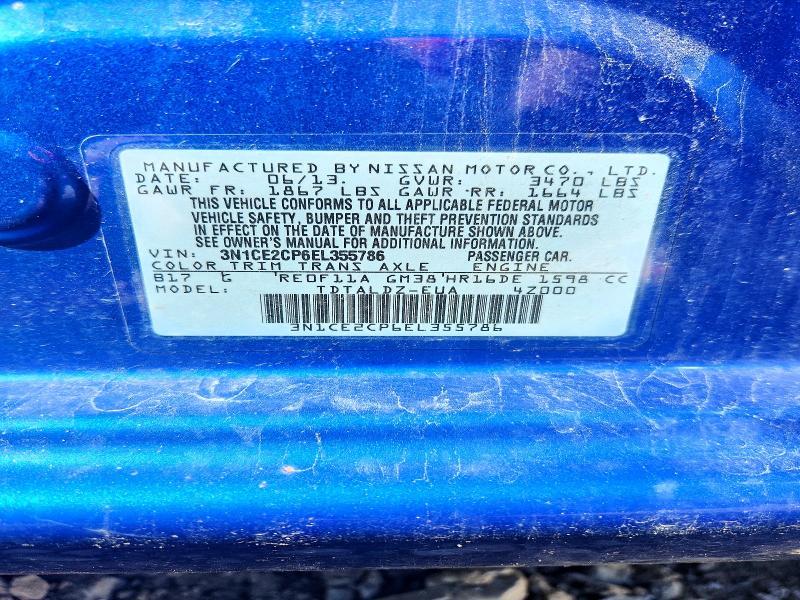 MANUFACTURED BY NISSAN MOTOR CO., LTD.
DATE: 06/13. GVWR: 3470 LBS
GAWR FR: 1867 LBS GAWR RR: 1664 LBS
THIS VEHICLE CONFORMS TO ALL APPLICABLE FEDERAL MOTOR
VEHICLE SAFETY, BUMPER AND THEFT PREVENTION STANDARDS
IN EFFECT ON THE DATE OF MANUFACTURE SHOWN ABOVE.
SEE OWNER'S MANUAL FOR ADDITIONAL INFORMATION.
VIN: 3N1CE2CP6EL355786 PASSENGER CAR.
COLOR TRIM TRANS AXLE ENGINE
B17 G RE0F11A GM38 HR16DE 1598 CC
MODEL: TDTALDZ-EUA 4Z000
3N1CE2CP6EL355786